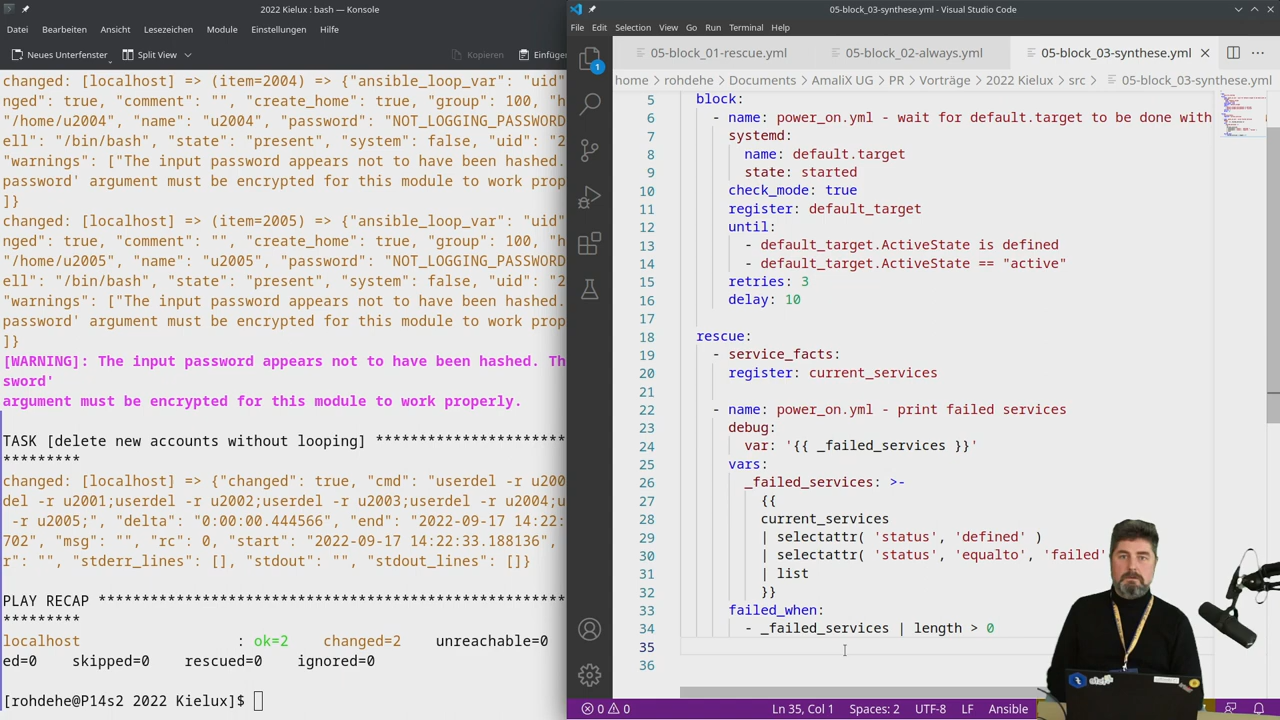 2022 Kielux : bash — Konsole
Datei Bearbeiten Ansicht Lesezeichen Module Einstellungen Hilfe
Neues Unterfenster Split View Kopieren Einfügen
changed: [localhost] => (item=2004) => {"ansible_loop_var": "uid"
nged": true, "comment": "", "create_home": true, "group": 100, "h
"/home/u2004", "name": "u2004", "password": "NOT_LOGGING_PASSWORD
ell": "/bin/bash", "state": "present", "system": false, "uid": "2
"warnings": ["The input password appears not to have been hashed.
password' argument must be encrypted for this module to work prop
]}
changed: [localhost] => (item=2005) => {"ansible_loop_var": "uid"
nged": true, "comment": "", "create_home": true, "group": 100, "h
"/home/u2005", "name": "u2005", "password": "NOT_LOGGING_PASSWORD
ell": "/bin/bash", "state": "present", "system": false, "uid": "2
"warnings": ["The input password appears not to have been hashed.
password' argument must be encrypted for this module to work prop
]}
[WARNING]: The input password appears not to have been hashed. Th
sword'
argument must be encrypted for this module to work properly.
TASK [delete new accounts without looping] ***********************
*********
changed: [localhost] => {"changed": true, "cmd": "userdel -r u200
del -r u2001;userdel -r u2002;userdel -r u2003;userdel -r u2004;u
-r u2005;", "delta": "0:00:00.444566", "end": "2022-09-17 14:22:
702", "msg": "", "rc": 0, "start": "2022-09-17 14:22:33.188136",
r": "", "stderr_lines": [], "stdout": "", "stdout_lines": []}
PLAY RECAP *******************************************************
*********
localhost : ok=2 changed=2 unreachable=0
ed=0 skipped=0 rescued=0 ignored=0
[rohdehe@P14s2 2022 Kielux]$
05-block_03-synthese.yml - Visual Studio Code
File Edit Selection View Go Run Terminal Help
05-block_01-rescue.yml 05-block_02-always.yml 05-block_03-synthese.yml
home > rohdehe > Documents > AmaliX UG > PR > Vorträge > 2022 Kielux > src > 05-block_03-synthese.yml
1
5 block:
6 - name: power_on.yml - wait for default.target to be done with
7 systemd:
8 name: default.target
9 state: started
10 check_mode: true
11 register: default_target
12 until:
13 - default_target.ActiveState is defined
14 - default_target.ActiveState == "active"
15 retries: 3
16 delay: 10
17
18 rescue:
19 - service_facts:
20 register: current_services
21
22 - name: power_on.yml - print failed services
23 debug:
24 var: '{{ _failed_services }}'
25 vars:
26 _failed_services: >-
27 {{
28 current_services
29 | selectattr( 'status', 'defined' )
30 | selectattr( 'status', 'equalto', 'failed'
31 | list
32 }}
33 failed_when:
34 - _failed_services | length > 0
35
36
0 0 Ln 35, Col 1 Spaces: 2 UTF-8 LF Ansible